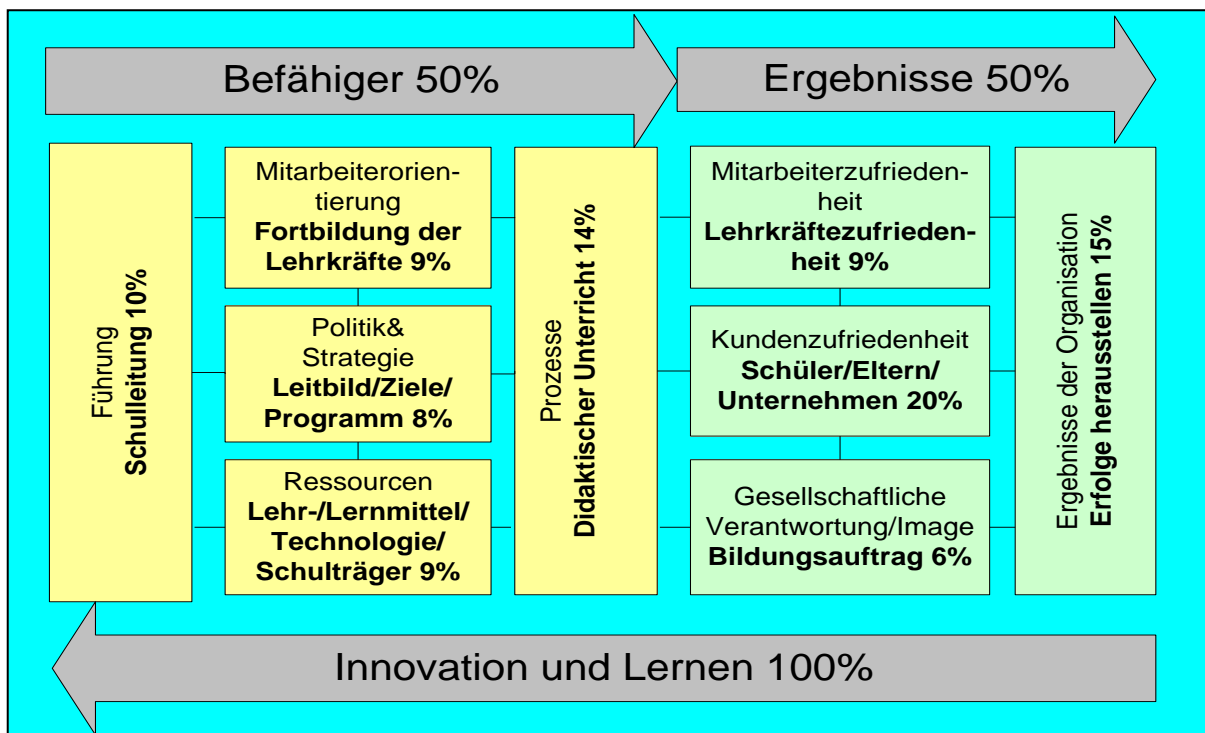 Befähiger 50%
Ergebnisse 50%
Führung
Schulleitung 10%
Mitarbeiterorien-
tierung
Fortbildung der
Lehrkräfte 9%
Politik&
Strategie
Leitbild/Ziele/
Programm 8%
Ressourcen
Lehr-/Lernmittel/
Technologie/
Schulträger 9%
Prozesse
Didaktischer Unterricht 14%
Mitarbeiterzufrieden-
heit
Lehrkräftezufrieden-
heit 9%
Kundenzufriedenheit
Schüler/Eltern/
Unternehmen 20%
Gesellschaftliche
Verantwortung/Image
Bildungsauftrag 6%
Ergebnisse der Organisation
Erfolge herausstellen 15%
Innovation und Lernen 100%